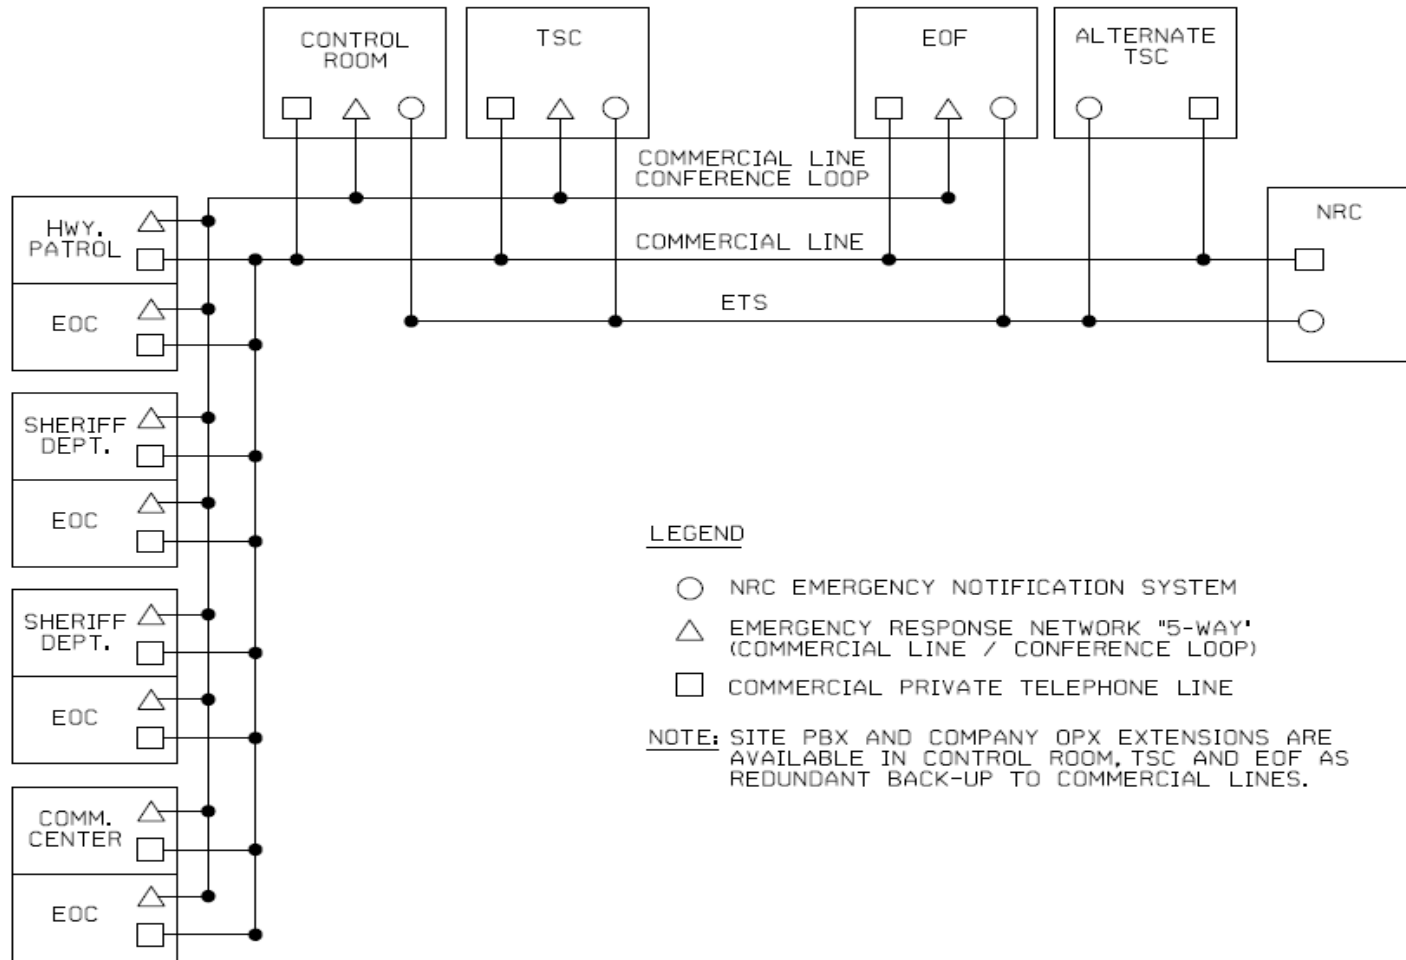 CONTROL
ROOM
TSC
EOF
ALTERNATE
TSC
COMMERCIAL LINE
CONFERENCE LOOP
HWY.
PATROL
NRC
COMMERCIAL LINE
ETS
EOC
SHERIFF
DEPT.
EOC
SHERIFF
DEPT.
EOC
COMM.
CENTER
EOC
LEGEND
NRC EMERGENCY NOTIFICATION SYSTEM
EMERGENCY RESPONSE NETWORK "5-WAY'
(COMMERCIAL LINE / CONFERENCE LOOP)
COMMERCIAL PRIVATE TELEPHONE LINE
NOTE: SITE PBX AND COMPANY OPX EXTENSIONS ARE
AVAILABLE IN CONTROL ROOM, TSC AND EOF AS
REDUNDANT BACK-UP TO COMMERCIAL LINES.